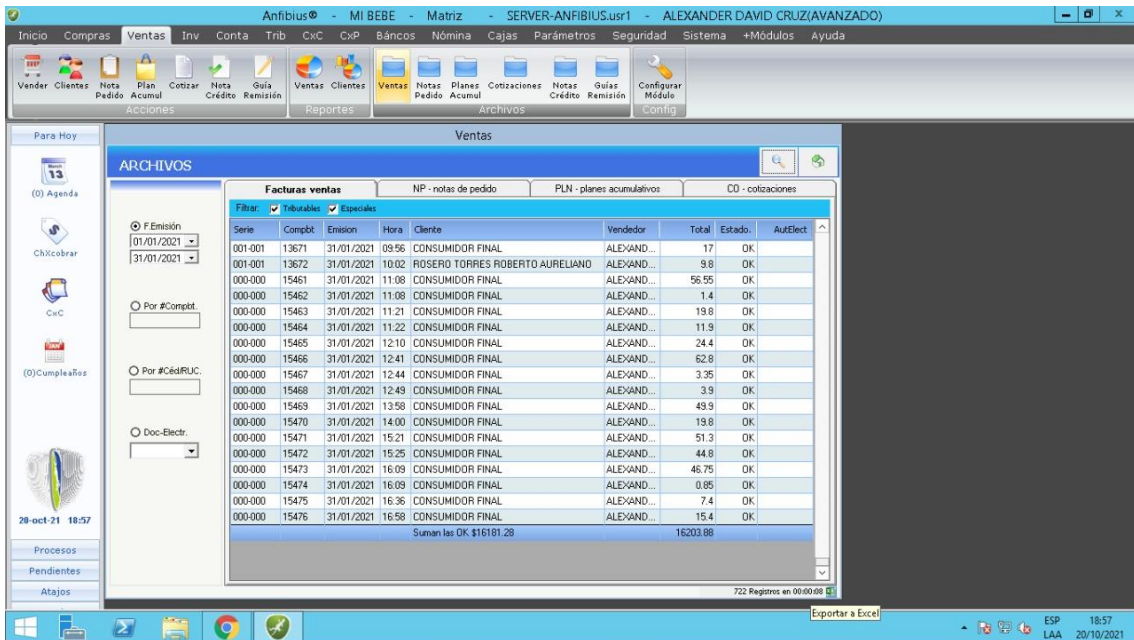 Anfibius® - MI BEBE - Matriz - SERVER-ANFIBIUS.usr1 - ALEXANDER DAVID CRUZ(AVANZADO)
Inicio Compras Ventas Inv Conta Trib CxC CxP Báncos Nómina Cajas Parámetros Seguridad Sistema +Módulos Ayuda
Vender Clientes Nota Pedido Plan Acumul Cotizar Nota Crédito Guía Remisión Ventas Clientes Ventas Notas Pedido Planes Acumul Cotizaciones Notas Crédito Guías Remisión Configurar Módulo
Acciones Reportes Archivos Config
Para Hoy
March 13
(0) Agenda
ChXcobrar
CxC
JAN
(0)Cumpleaños
20-oct-21 18:57
Procesos
Pendientes
Atajos
Ventas
ARCHIVOS
F.Emisión
01/01/2021
31/01/2021
Por #Compbt.
Por #Céd/RUC.
Doc-Electr.
Facturas ventas NP - notas de pedido PLN - planes acumulativos CO - cotizaciones
Filtrar: Tributables Especiales
Serie Compbt Emision Hora Cliente Vendedor Total Estado. AutElect
001-001 13671 31/01/2021 09:56 CONSUMIDOR FINAL ALEXAND... 17 OK
001-001 13672 31/01/2021 10:02 ROSERO TORRES ROBERTO AURELIANO ALEXAND... 9.8 OK
000-000 15461 31/01/2021 11:08 CONSUMIDOR FINAL ALEXAND... 56.55 OK
000-000 15462 31/01/2021 11:08 CONSUMIDOR FINAL ALEXAND... 1.4 OK
000-000 15463 31/01/2021 11:21 CONSUMIDOR FINAL ALEXAND... 19.8 OK
000-000 15464 31/01/2021 11:22 CONSUMIDOR FINAL ALEXAND... 11.9 OK
000-000 15465 31/01/2021 12:10 CONSUMIDOR FINAL ALEXAND... 24.4 OK
000-000 15466 31/01/2021 12:41 CONSUMIDOR FINAL ALEXAND... 62.8 OK
000-000 15467 31/01/2021 12:44 CONSUMIDOR FINAL ALEXAND... 3.35 OK
000-000 15468 31/01/2021 12:49 CONSUMIDOR FINAL ALEXAND... 3.9 OK
000-000 15469 31/01/2021 13:58 CONSUMIDOR FINAL ALEXAND... 49.9 OK
000-000 15470 31/01/2021 14:00 CONSUMIDOR FINAL ALEXAND... 19.8 OK
000-000 15471 31/01/2021 15:21 CONSUMIDOR FINAL ALEXAND... 51.3 OK
000-000 15472 31/01/2021 15:25 CONSUMIDOR FINAL ALEXAND... 44.8 OK
000-000 15473 31/01/2021 16:09 CONSUMIDOR FINAL ALEXAND... 46.75 OK
000-000 15474 31/01/2021 16:09 CONSUMIDOR FINAL ALEXAND... 0.85 OK
000-000 15475 31/01/2021 16:36 CONSUMIDOR FINAL ALEXAND... 7.4 OK
000-000 15476 31/01/2021 16:58 CONSUMIDOR FINAL ALEXAND... 15.4 OK
Suman las OK $16181.28 16203.88
722 Registros en 00:00:08
Exportar a Excel
ESP 18:57
LAA 20/10/2021